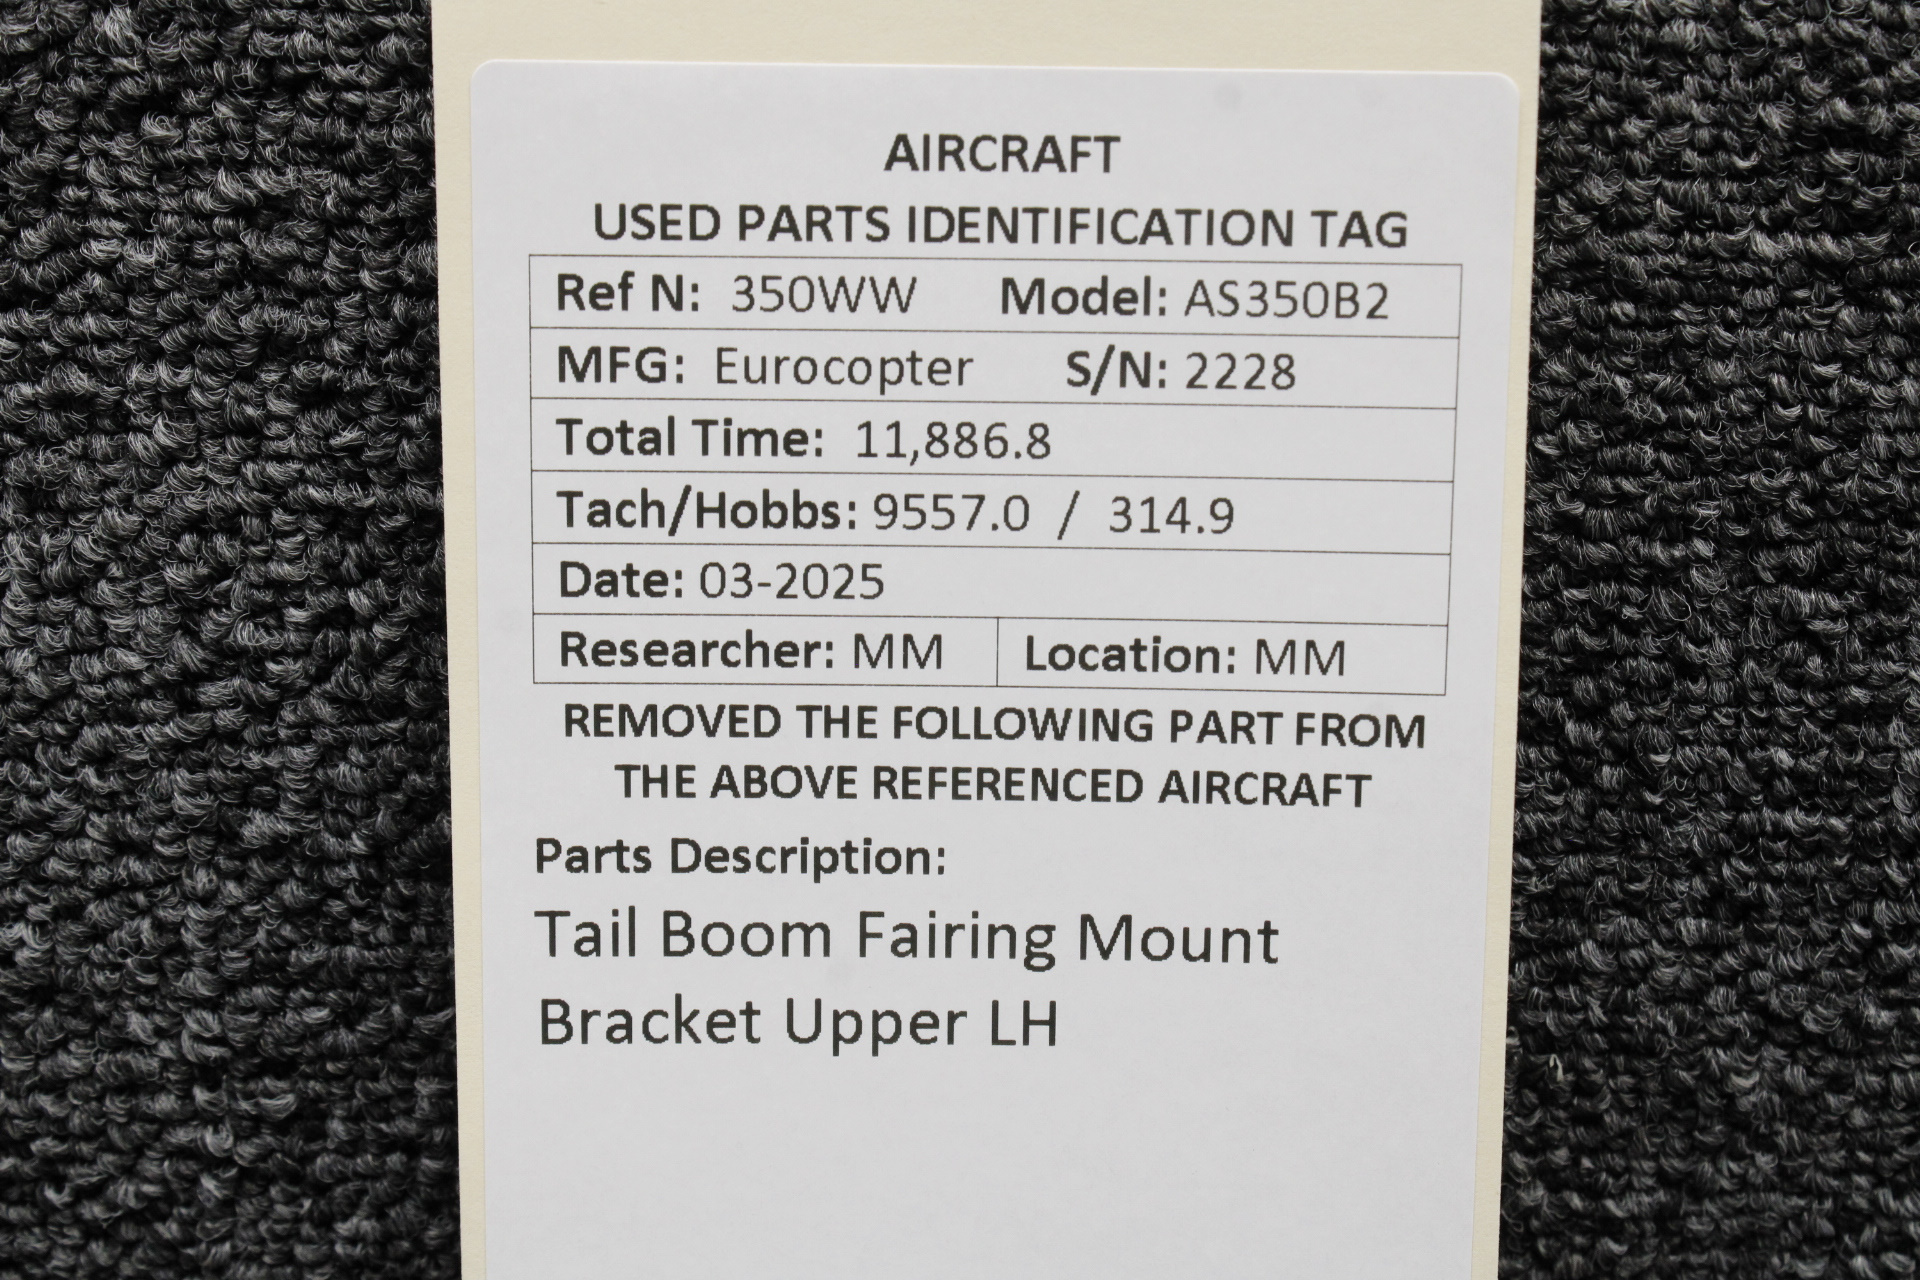 AIRCRAFT
USED PARTS IDENTIFICATION TAG
Ref N: 350WW Model: AS350B2
MFG: Eurocopter S/N: 2228
Total Time: 11,886.8
Tach/Hobbs: 9557.0 / 314.9
Date: 03-2025
Researcher: MM Location: MM
REMOVED THE FOLLOWING PART FROM
THE ABOVE REFERENCED AIRCRAFT
Parts Description:
Tail Boom Fairing Mount
Bracket Upper LH